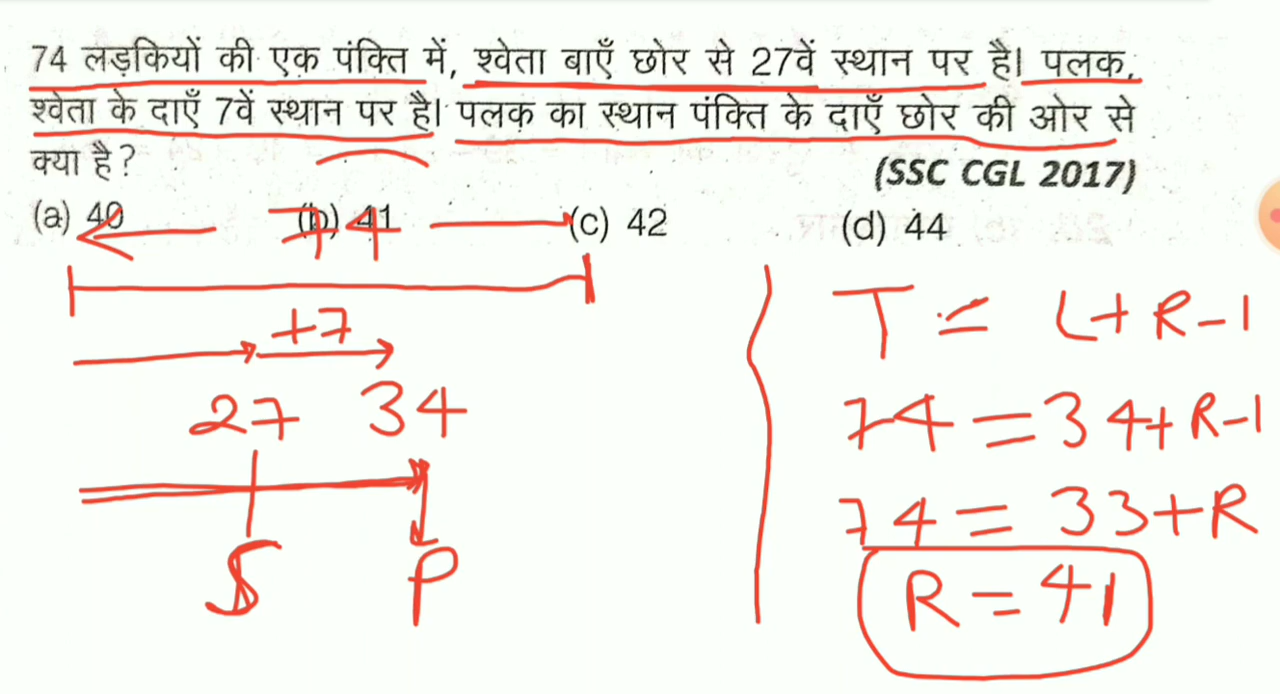 74 लड़कियों की एक पंक्ति में, श्वेता बाएँ छोर से 27वें स्थान पर है। पलक,
श्वेता के दाएँ 7वें स्थान पर है। पलक का स्थान पंक्ति के दाएँ छोर की ओर से
क्या है?
(SSC CGL 2017)
(a) 40 (b) 41 (c) 42 (d) 44
74
+7
27 34
S P
T = L+R-1
74 = 34+R-1
74 = 33+R
R = 41